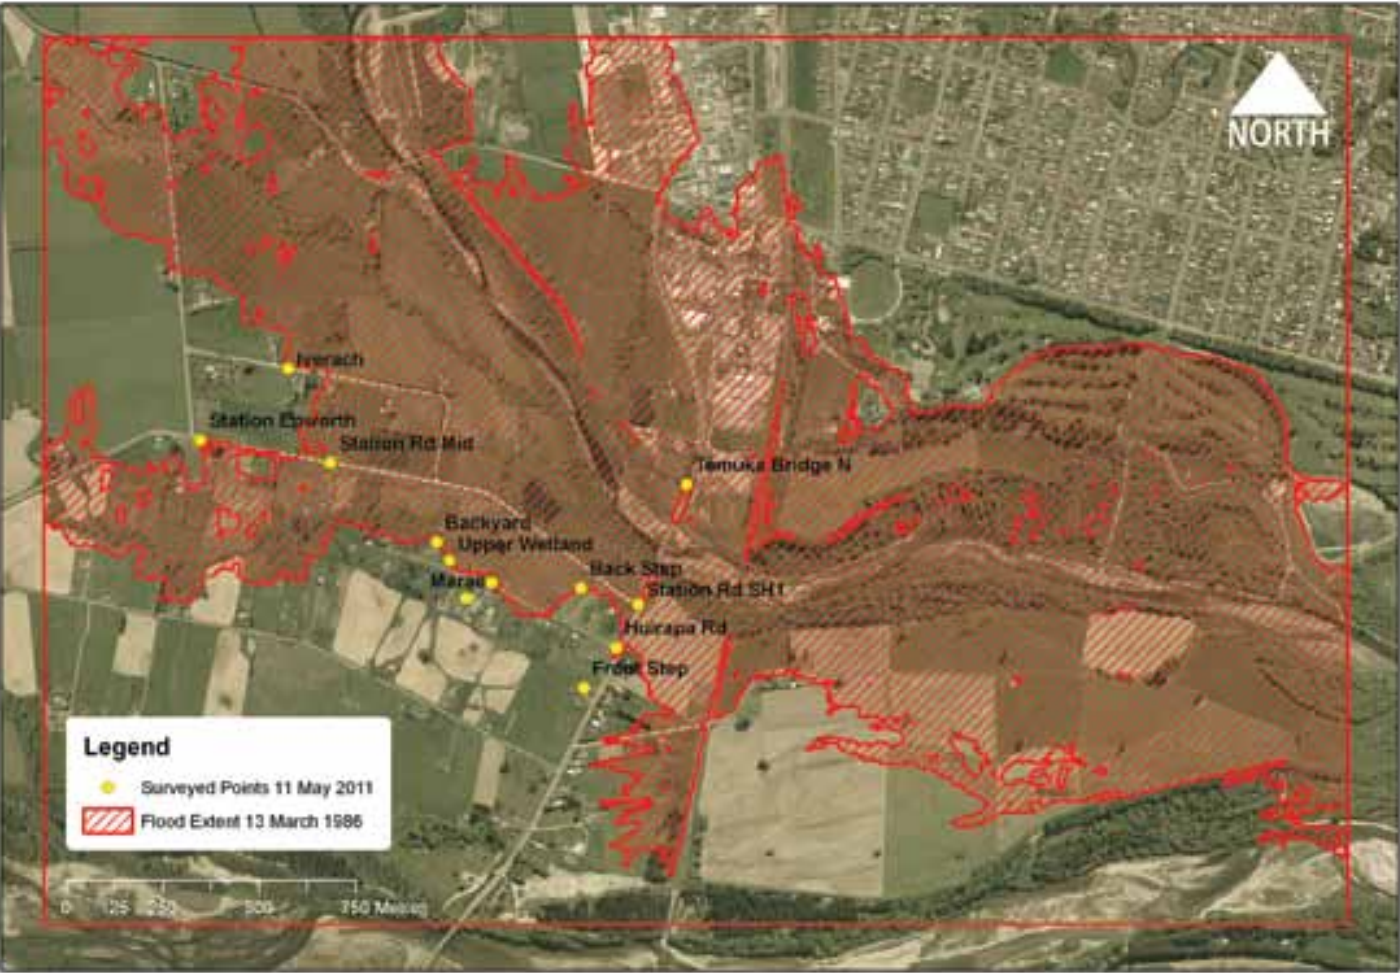 NORTH
Iverach
Station Epworth
Station Rd Mid
Temuka Bridge N
Backyard
Upper Wetland
Marae
Back Step
Station Rd SH1
Huirapa Rd
Front Step
Legend
Surveyed Points 11 May 2011
Flood Extent 13 March 1986
0 125 250 500 750 Metres